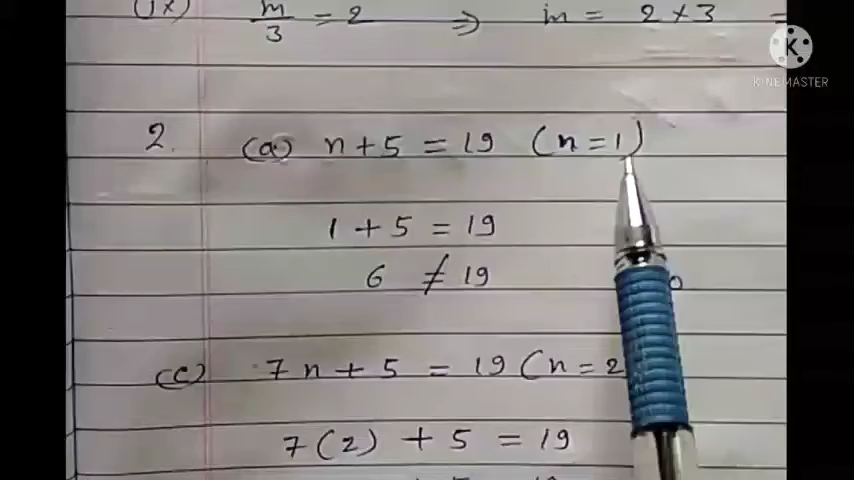 (ix) m/3 = 2 ⇒ m = 2 × 3 =
K
KINEMASTER
2. (a) n + 5 = 19 (n = 1)
1 + 5 = 19
6 ≠ 19
(c) 7n + 5 = 19 (n = 2
7(2) + 5 = 19